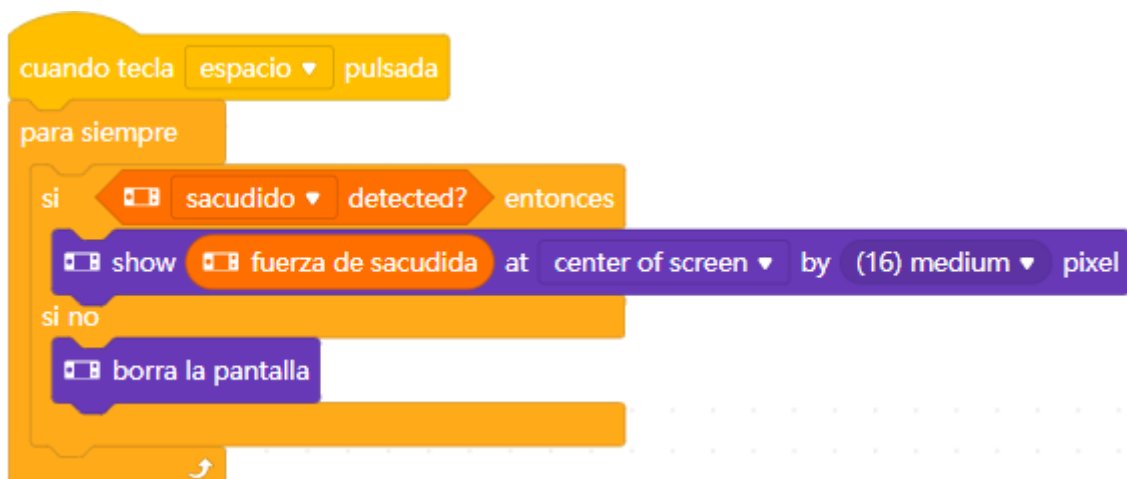 cuando tecla espacio pulsada
para siempre
si sacudido detected? entonces
show fuerza de sacudida at center of screen by (16) medium pixel
si no
borra la pantalla